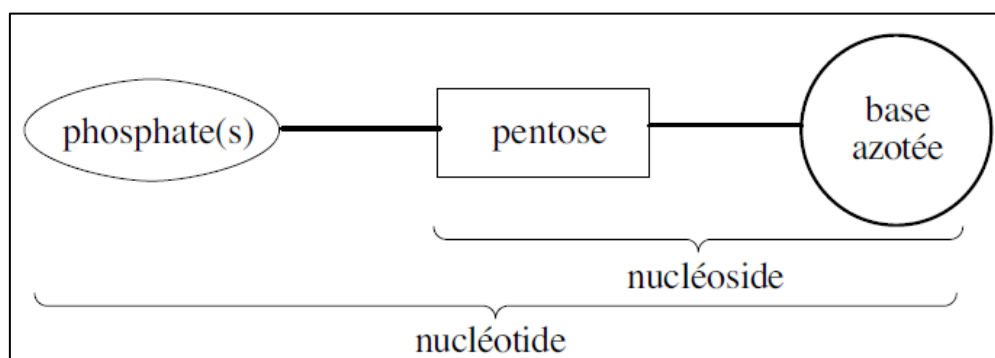 phosphate(s)
pentose
base
azotée
nucléoside
nucléotide